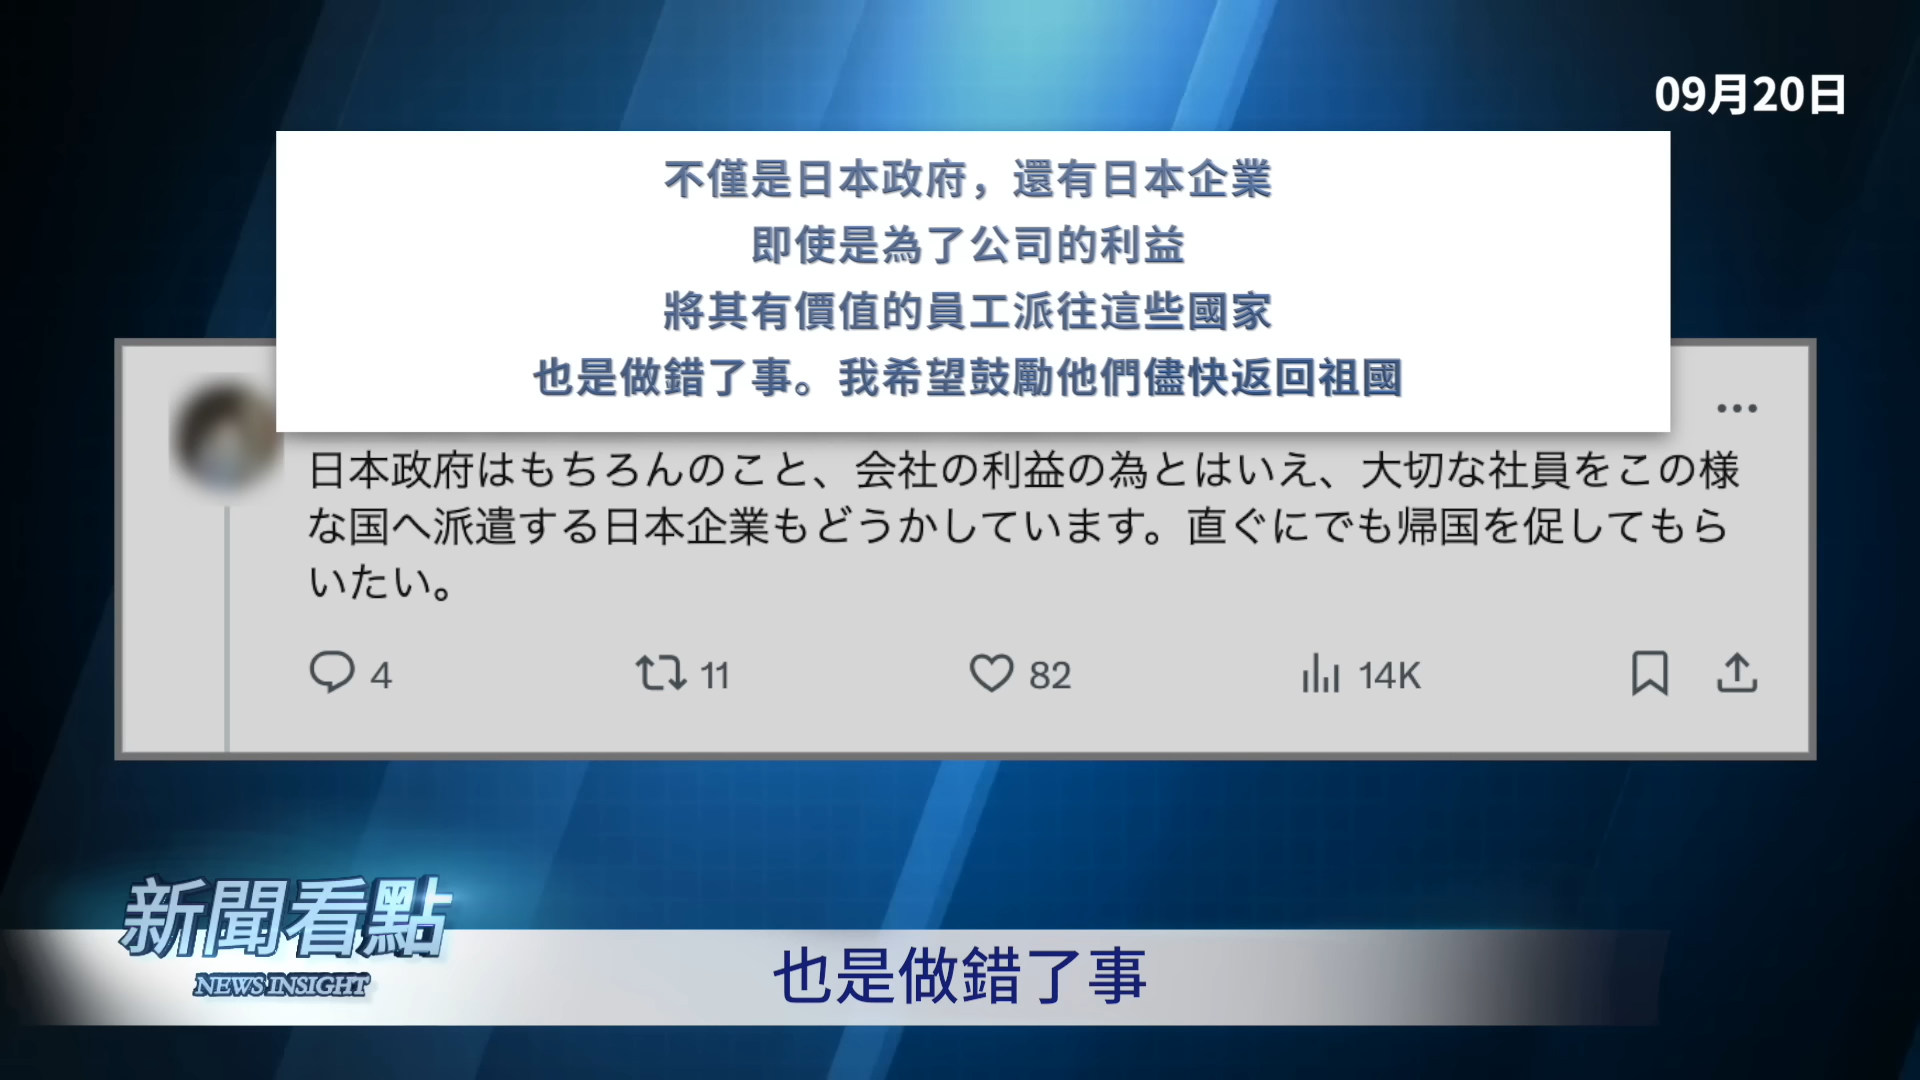 09月20日
不僅是日本政府，還有日本企業
即使是為了公司的利益
將其有價值的員工派往這些國家
也是做錯了事。我希望鼓勵他們儘快返回祖國
日本政府はもちろんのこと、会社の利益の為とはいえ、大切な社員をこの様
な国へ派遣する日本企業もどうかしています。直ぐにでも帰国を促してもら
いたい。
4 11 82 14K
新聞看點
NEWS INSIGHT
也是做錯了事